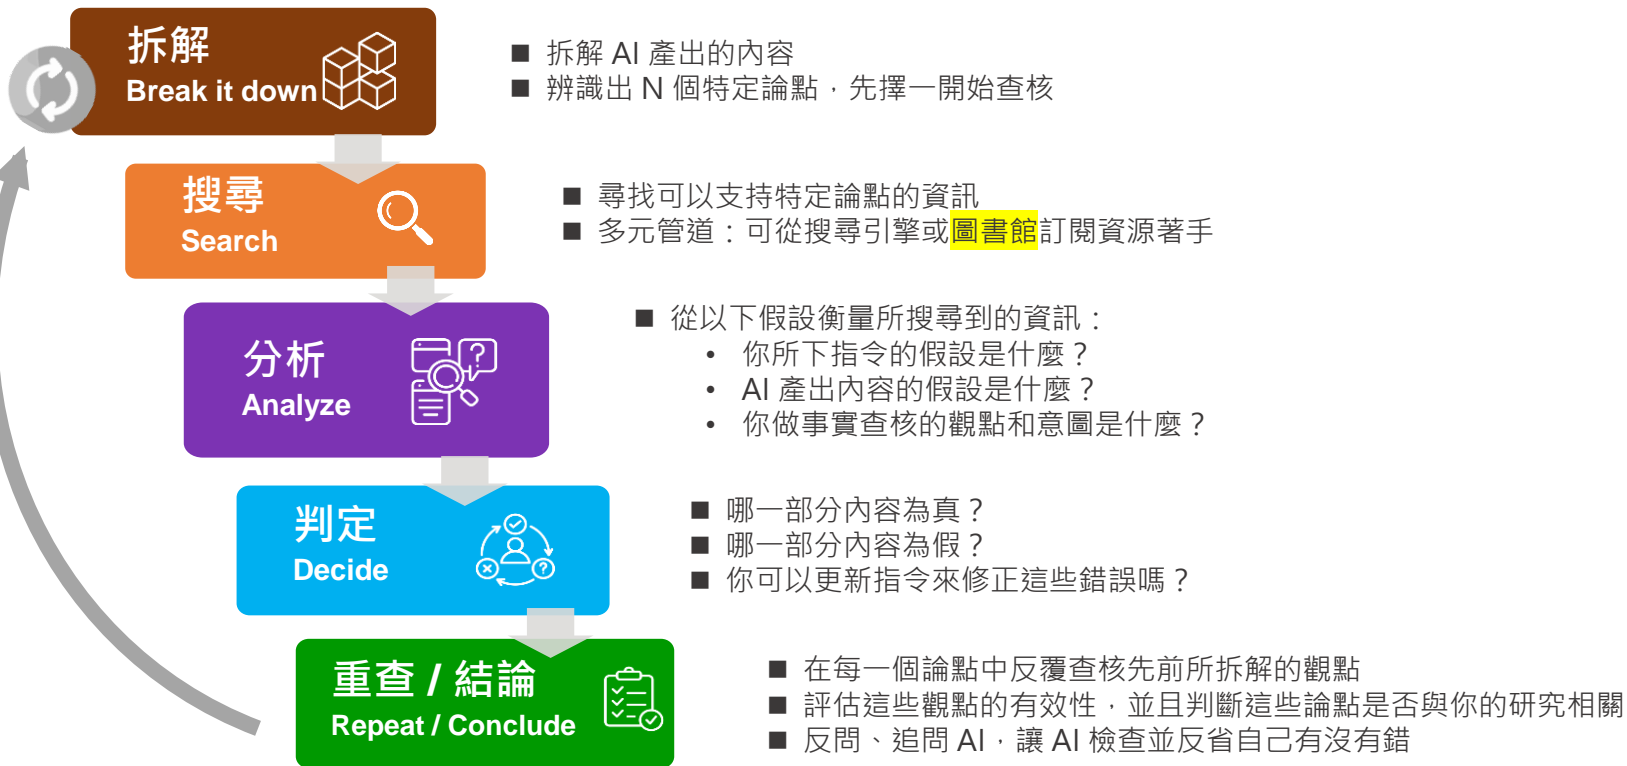 拆解
Break it down
■ 拆解 AI 產出的內容
■ 辨識出 N 個特定論點，先擇一開始查核
搜尋
Search
■ 尋找可以支持特定論點的資訊
■ 多元管道：可從搜尋引擎或圖書館訂閱資源著手
分析
Analyze
■ 從以下假設衡量所搜尋到的資訊：
• 你所下指令的假設是什麼？
• AI 產出內容的假設是什麼？
• 你做事實查核的觀點和意圖是什麼？
判定
Decide
■ 哪一部分內容為真？
■ 哪一部分內容為假？
■ 你可以更新指令來修正這些錯誤嗎？
重查 / 結論
Repeat / Conclude
■ 在每一個論點中反覆查核先前所拆解的觀點
■ 評估這些觀點的有效性，並且判斷這些論點是否與你的研究相關
■ 反問、追問 AI，讓 AI 檢查並反省自己有沒有錯